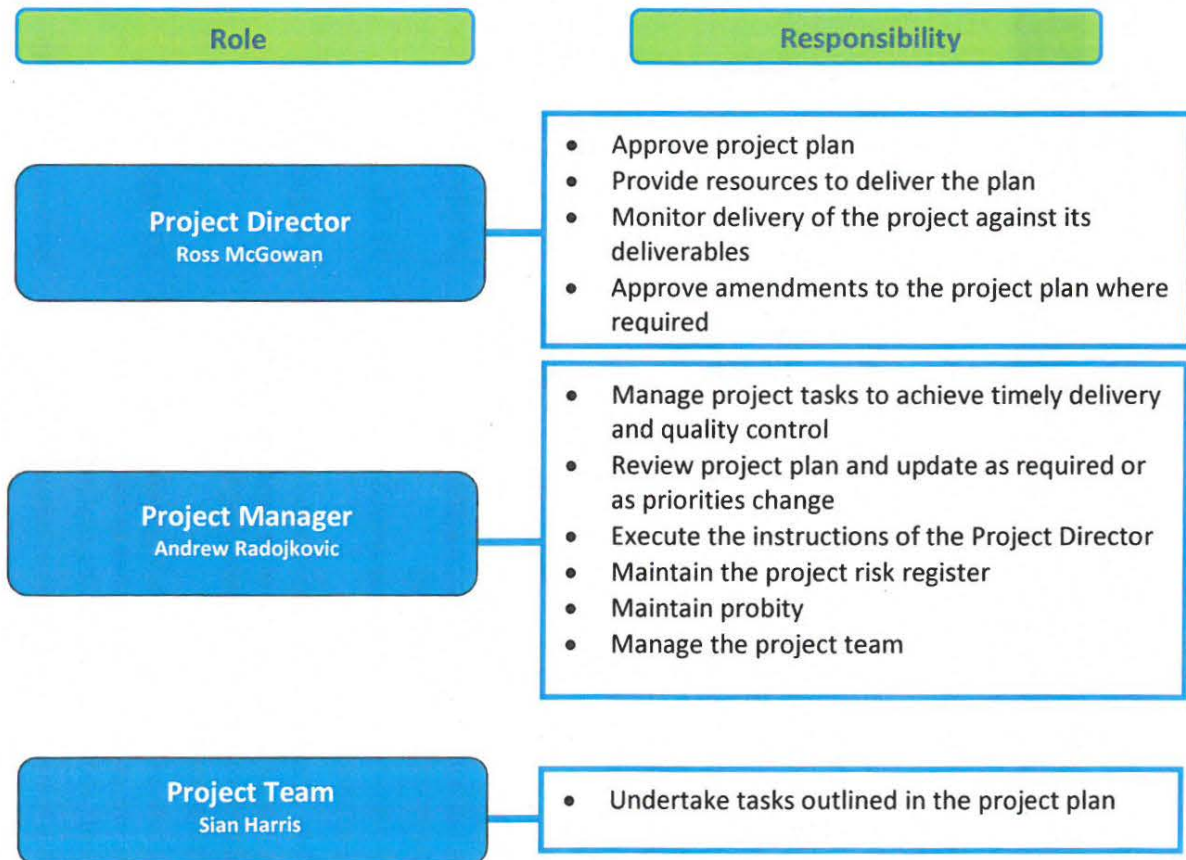 Role
Responsibility
Project Director
Ross McGowan
• Approve project plan
• Provide resources to deliver the plan
• Monitor delivery of the project against its
deliverables
• Approve amendments to the project plan where
required
Project Manager
Andrew Radojkovic
• Manage project tasks to achieve timely delivery
and quality control
• Review project plan and update as required or
as priorities change
• Execute the instructions of the Project Director
• Maintain the project risk register
• Maintain probity
• Manage the project team
Project Team
Sian Harris
• Undertake tasks outlined in the project plan